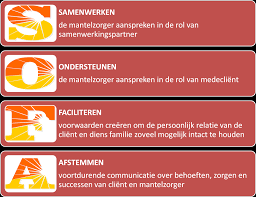 S
SAMENWERKEN
de mantelzorger aanspreken in de rol van
samenwerkingspartner
O
ONDERSTEUNEN
de mantelzorger aanspreken in de rol van medecliënt
F
FACILITEREN
voorwaarden creëren om de persoonlijk relatie van de
cliënt en diens familie zoveel mogelijk intact te houden
A
AFSTEMMEN
voortdurende communicatie over behoeften, zorgen en
successen van cliënt en mantelzorger